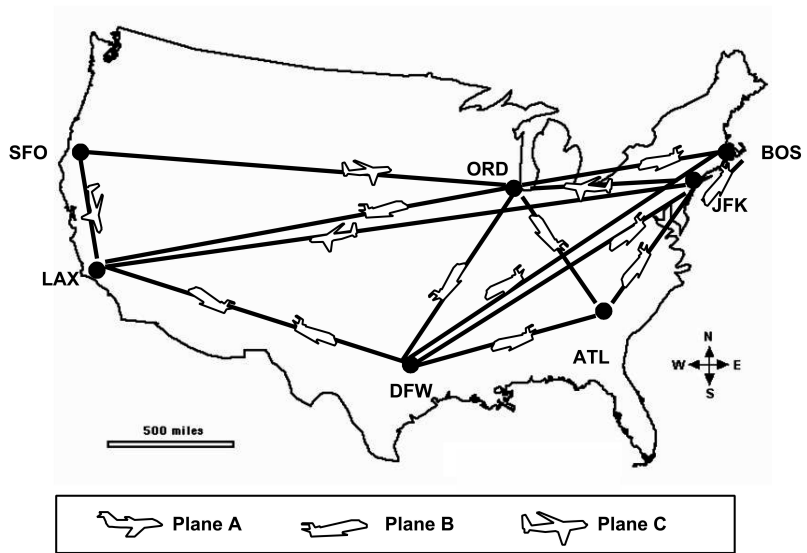 SFO
ORD
BOS
JFK
LAX
N
W E
S
ATL
DFW
500 miles
Plane A Plane B Plane C